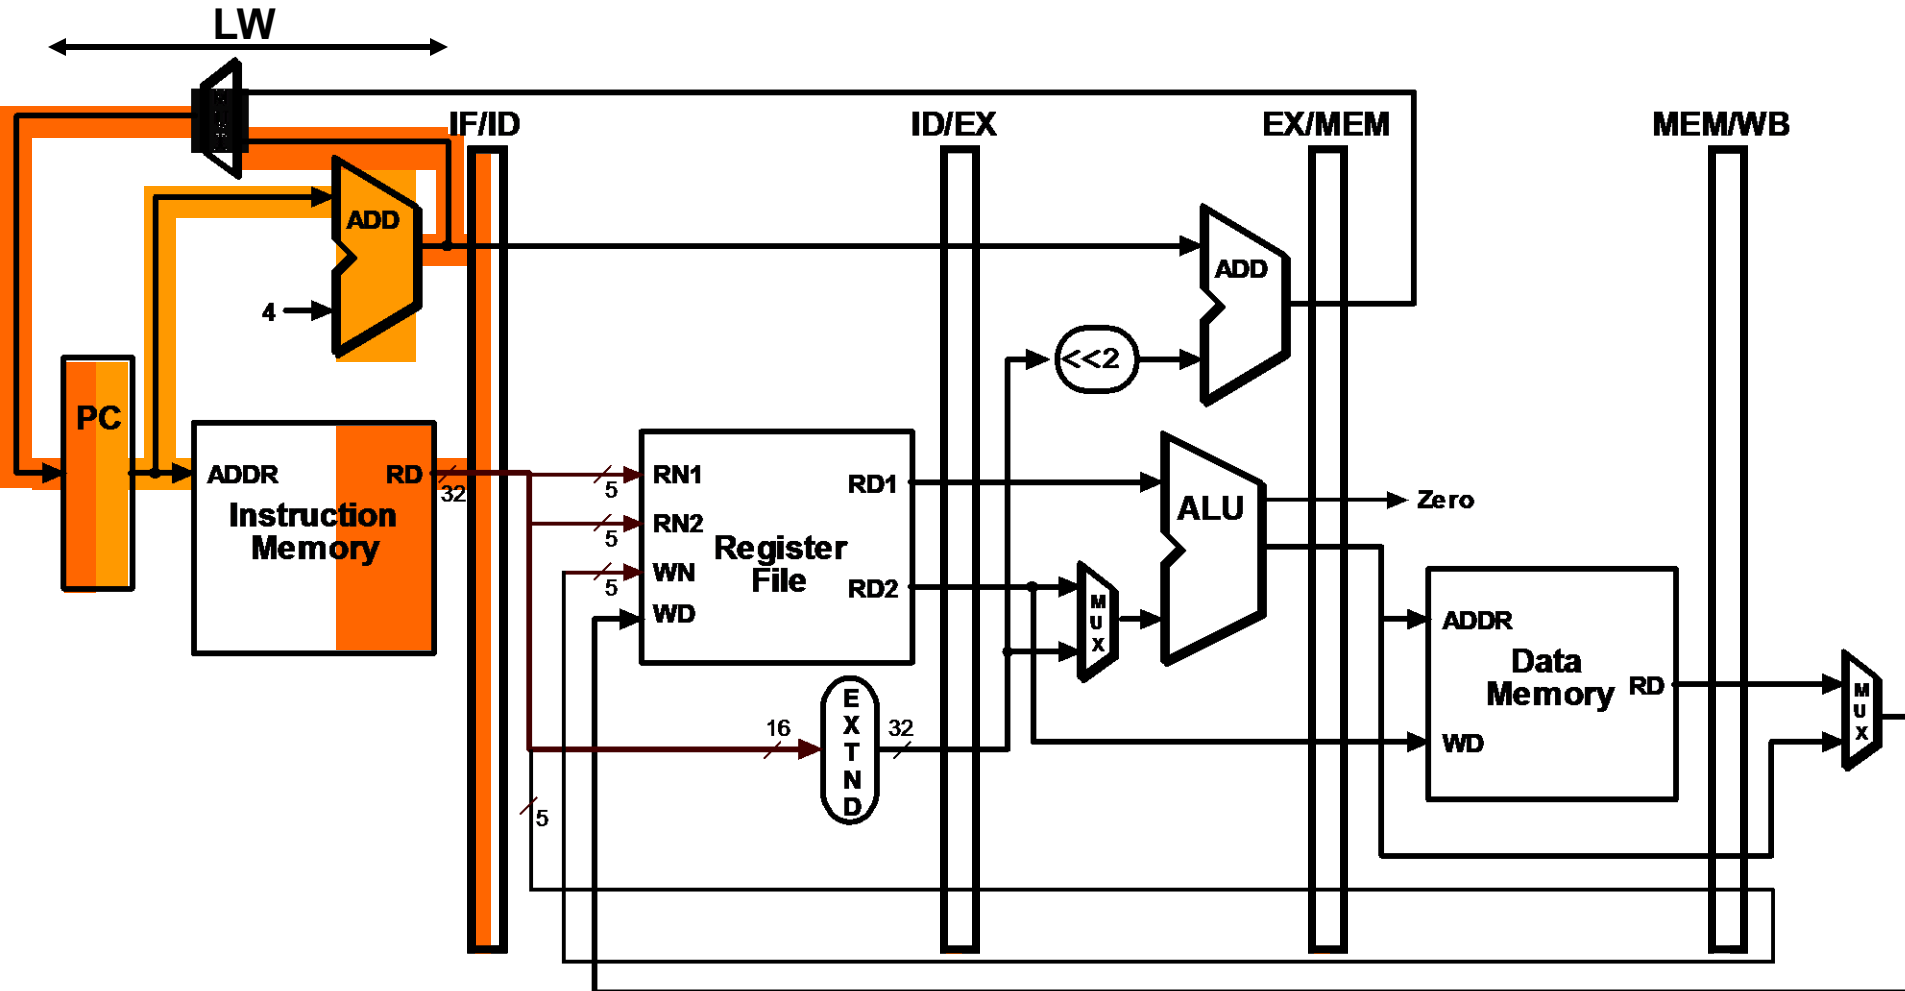 LW
IF/ID
ID/EX
EX/MEM
MEM/WB
ADD
4
ADD
<<2
PC
ADDR
RD
32
Instruction
Memory
5
RN1
5
RN2
5
WN
WD
Register
File
RD1
RD2
M
U
X
ALU
Zero
ADDR
Data
Memory
RD
WD
M
U
X
16
E
X
T
N
D
32
5